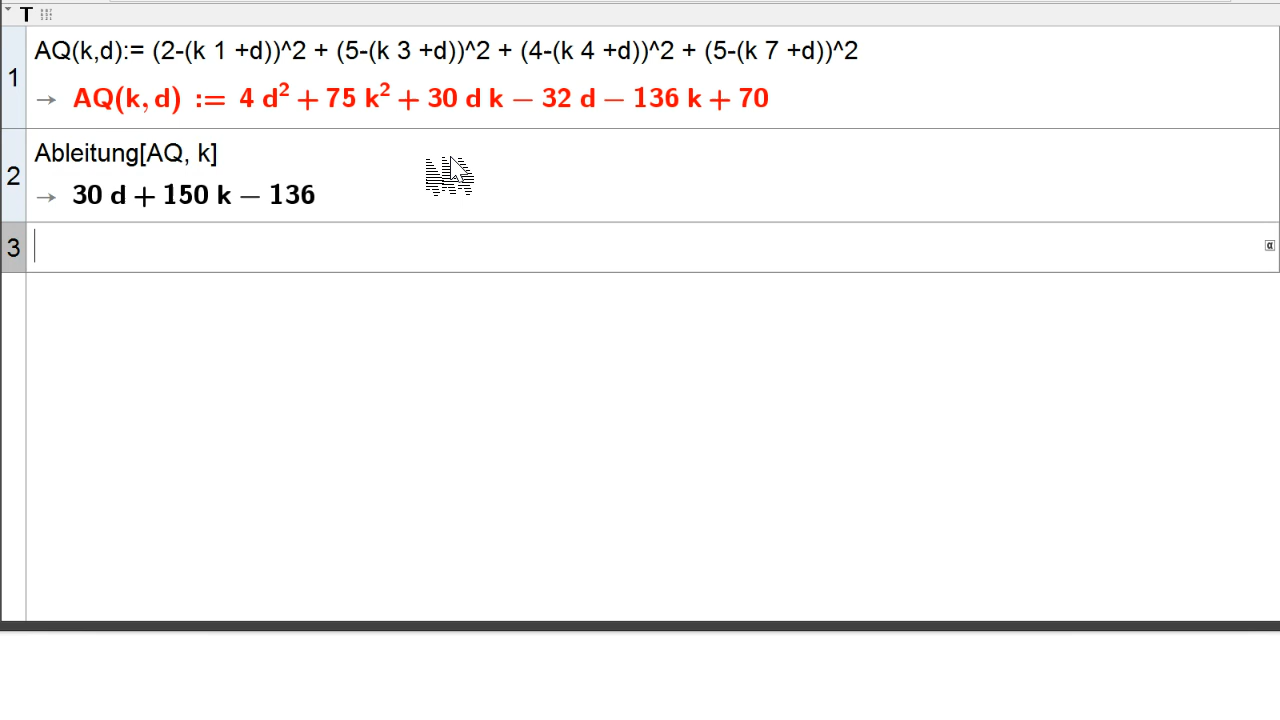 T
1
AQ(k,d):= (2-(k 1 +d))^2 + (5-(k 3 +d))^2 + (4-(k 4 +d))^2 + (5-(k 7 +d))^2
→ AQ(k, d) := 4 d² + 75 k² + 30 d k − 32 d − 136 k + 70
2
Ableitung[AQ, k]
→ 30 d + 150 k − 136
3
α